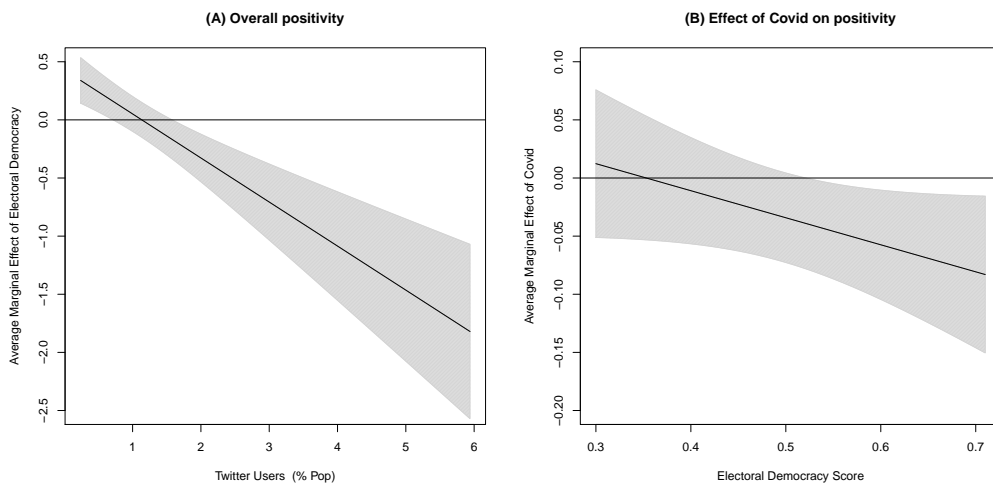 (A) Overall positivity
Average Marginal Effect of Electoral Democracy
0.5
0.0
−0.5
−1.0
−1.5
−2.0
−2.5
1 2 3 4 5 6
Twitter Users (% Pop)
(B) Effect of Covid on positivity
Average Marginal Effect of Covid
0.10
0.05
0.00
−0.05
−0.10
−0.15
−0.20
0.3 0.4 0.5 0.6 0.7
Electoral Democracy Score